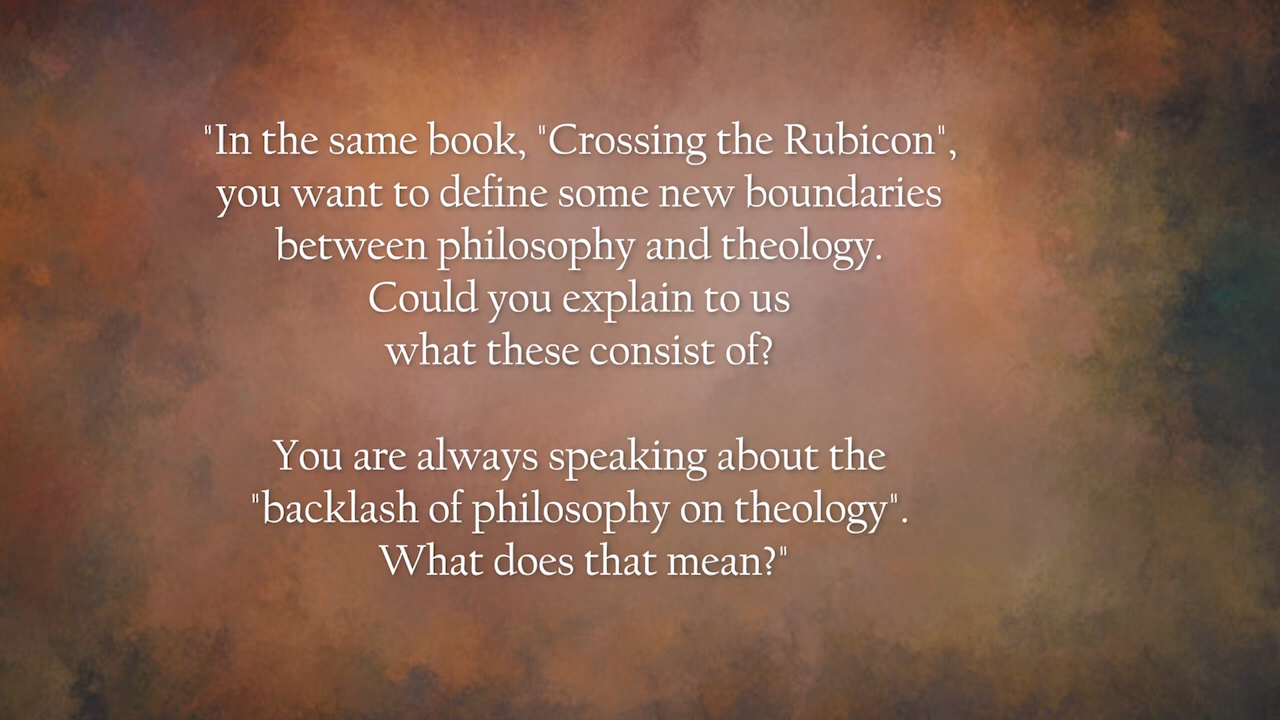 "In the same book, "Crossing the Rubicon",
you want to define some new boundaries
between philosophy and theology.
Could you explain to us
what these consist of?
You are always speaking about the
"backlash of philosophy on theology".
What does that mean?"